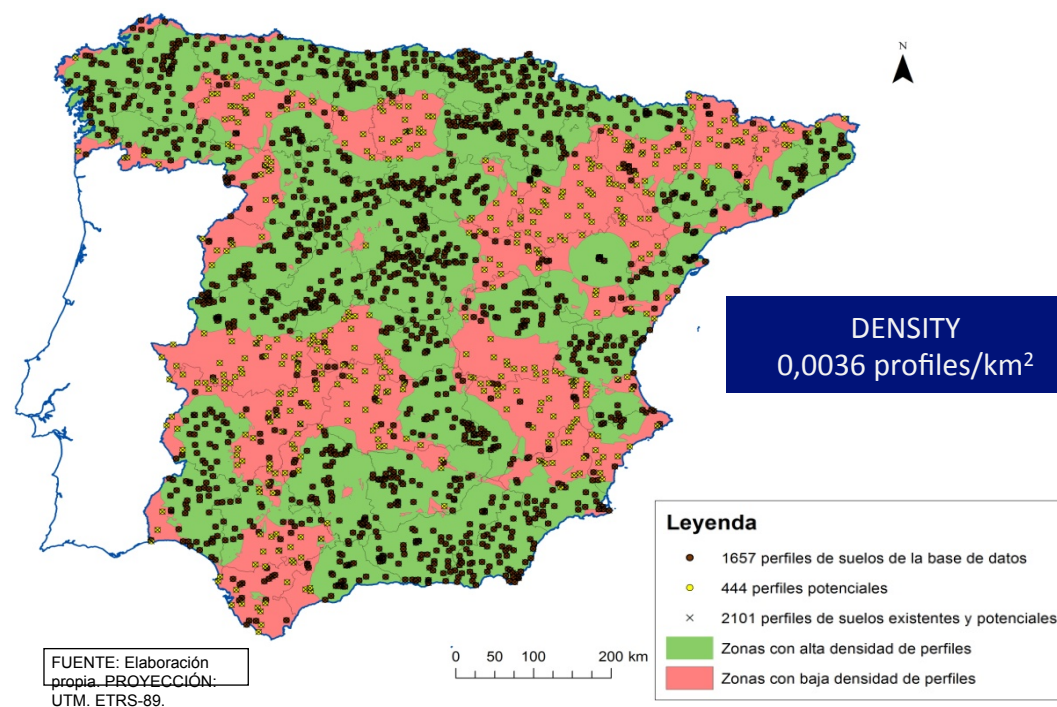 N
DENSITY
0,0036 profiles/km²
Leyenda
1657 perfiles de suelos de la base de datos
444 perfiles potenciales
2101 perfiles de suelos existentes y potenciales
Zonas con alta densidad de perfiles
Zonas con baja densidad de perfiles
0 50 100 200 km
FUENTE: Elaboración
propia. PROYECCIÓN:
UTM. ETRS-89.